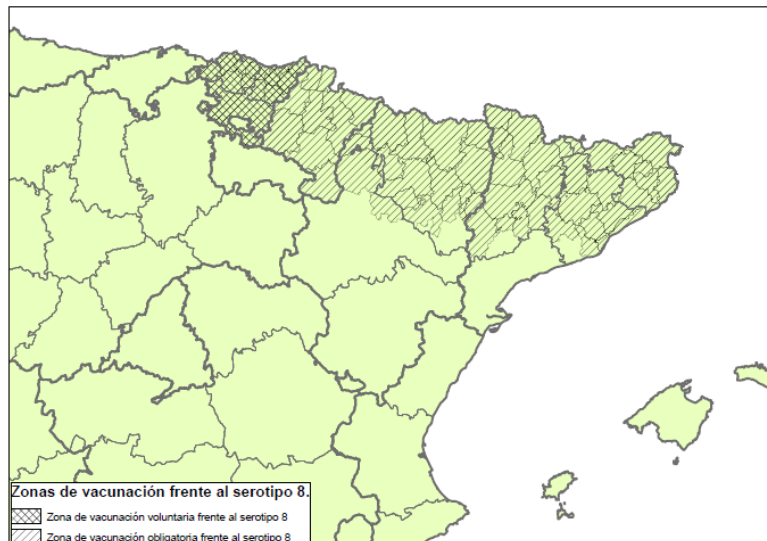 Zonas de vacunación frente al serotipo 8.
Zona de vacunación voluntaria frente al serotipo 8
Zona de vacunación obligatoria frente al serotipo 8